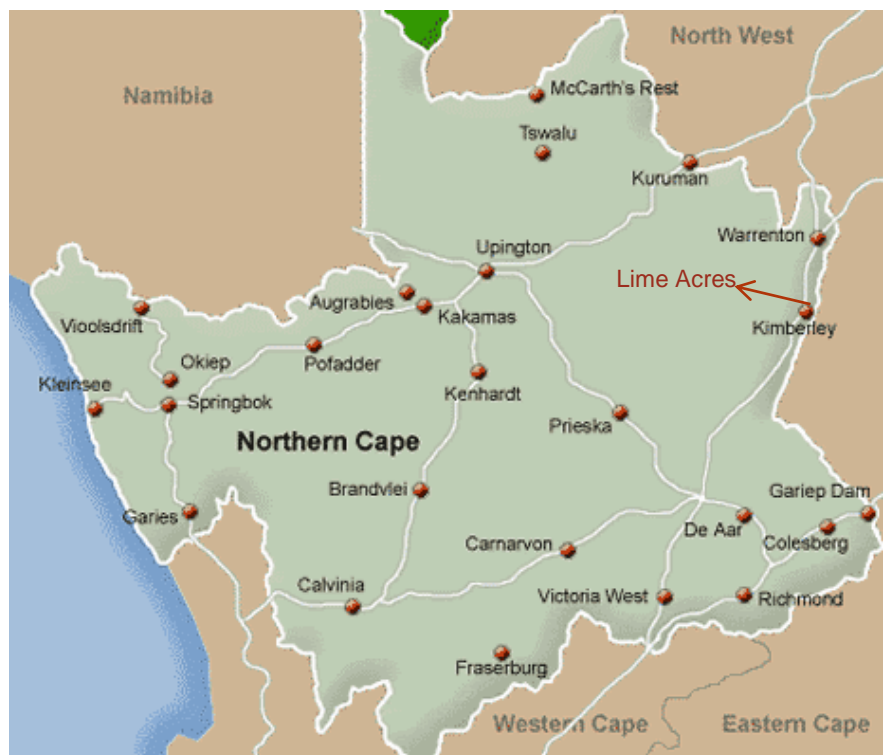 North West
Namibia
McCarth's Rest
Tswalu
Kuruman
Warrenton
Upington
Lime Acres
Augrabies
Kakamas
Kimberley
Vioolsdrift
Okiep
Pofadder
Kleinsee
Springbok
Kenhardt
Prieska
Northern Cape
Brandvlei
Gariep Dam
Garies
De Aar
Colesberg
Carnarvon
Calvinia
Victoria West
Richmond
Fraserburg
Western Cape
Eastern Cape